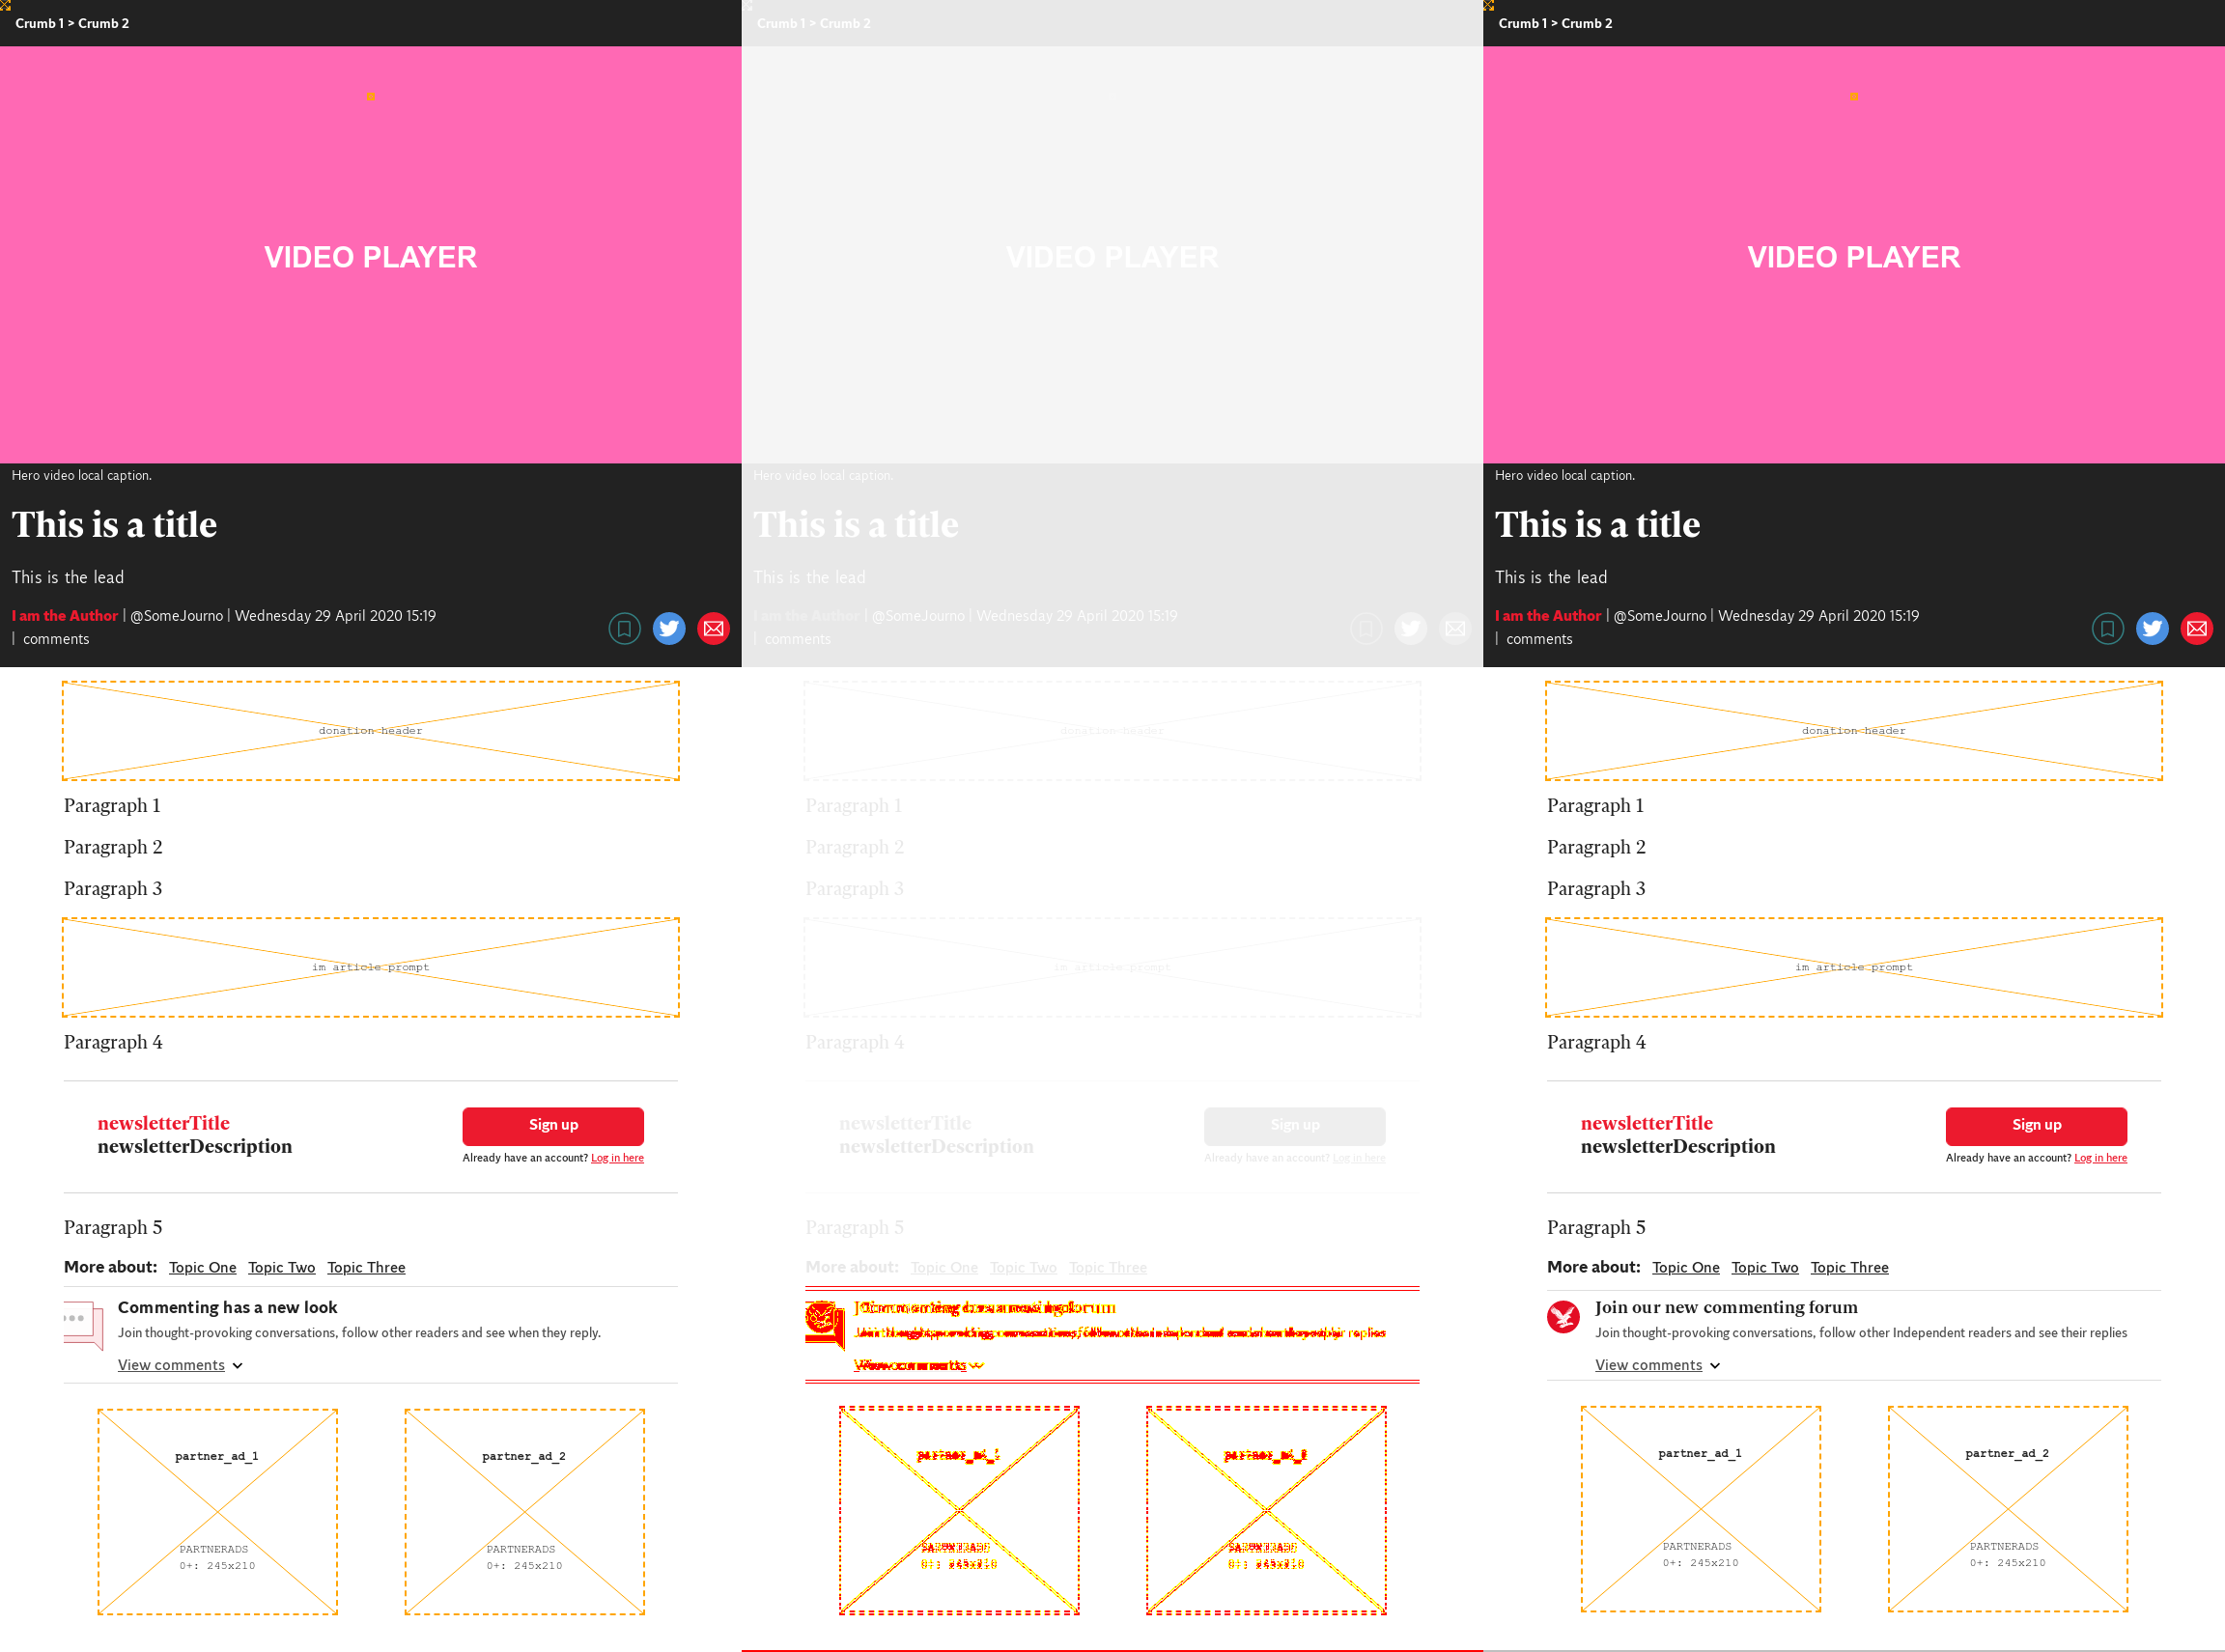 Crumb 1 > Crumb 2
VIDEO PLAYER
Hero video local caption.
This is a title
This is the lead
I am the Author | @SomeJourno | Wednesday 29 April 2020 15:19
| comments
donation header
Paragraph 1
Paragraph 2
Paragraph 3
im article prompt
Paragraph 4
newsletterTitle
newsletterDescription
Sign up
Already have an account? Log in here
Paragraph 5
More about: Topic One Topic Two Topic Three
Commenting has a new look
Join thought-provoking conversations, follow other readers and see when they reply.
View comments
partner_ad_1
PARTNERADS
0+: 245x210
partner_ad_2
PARTNERADS
0+: 245x210
Crumb 1 > Crumb 2
VIDEO PLAYER
Hero video local caption.
This is a title
This is the lead
I am the Author | @SomeJourno | Wednesday 29 April 2020 15:19
| comments
donation header
Paragraph 1
Paragraph 2
Paragraph 3
im article prompt
Paragraph 4
newsletterTitle
newsletterDescription
Sign up
Already have an account? Log in here
Paragraph 5
More about: Topic One Topic Two Topic Three
Crumb 1 > Crumb 2
VIDEO PLAYER
Hero video local caption.
This is a title
This is the lead
I am the Author | @SomeJourno | Wednesday 29 April 2020 15:19
| comments
donation header
Paragraph 1
Paragraph 2
Paragraph 3
im article prompt
Paragraph 4
newsletterTitle
newsletterDescription
Sign up
Already have an account? Log in here
Paragraph 5
More about: Topic One Topic Two Topic Three
Join our new commenting forum
Join thought-provoking conversations, follow other Independent readers and see their replies
View comments
partner_ad_1
PARTNERADS
0+: 245x210
partner_ad_2
PARTNERADS
0+: 245x210